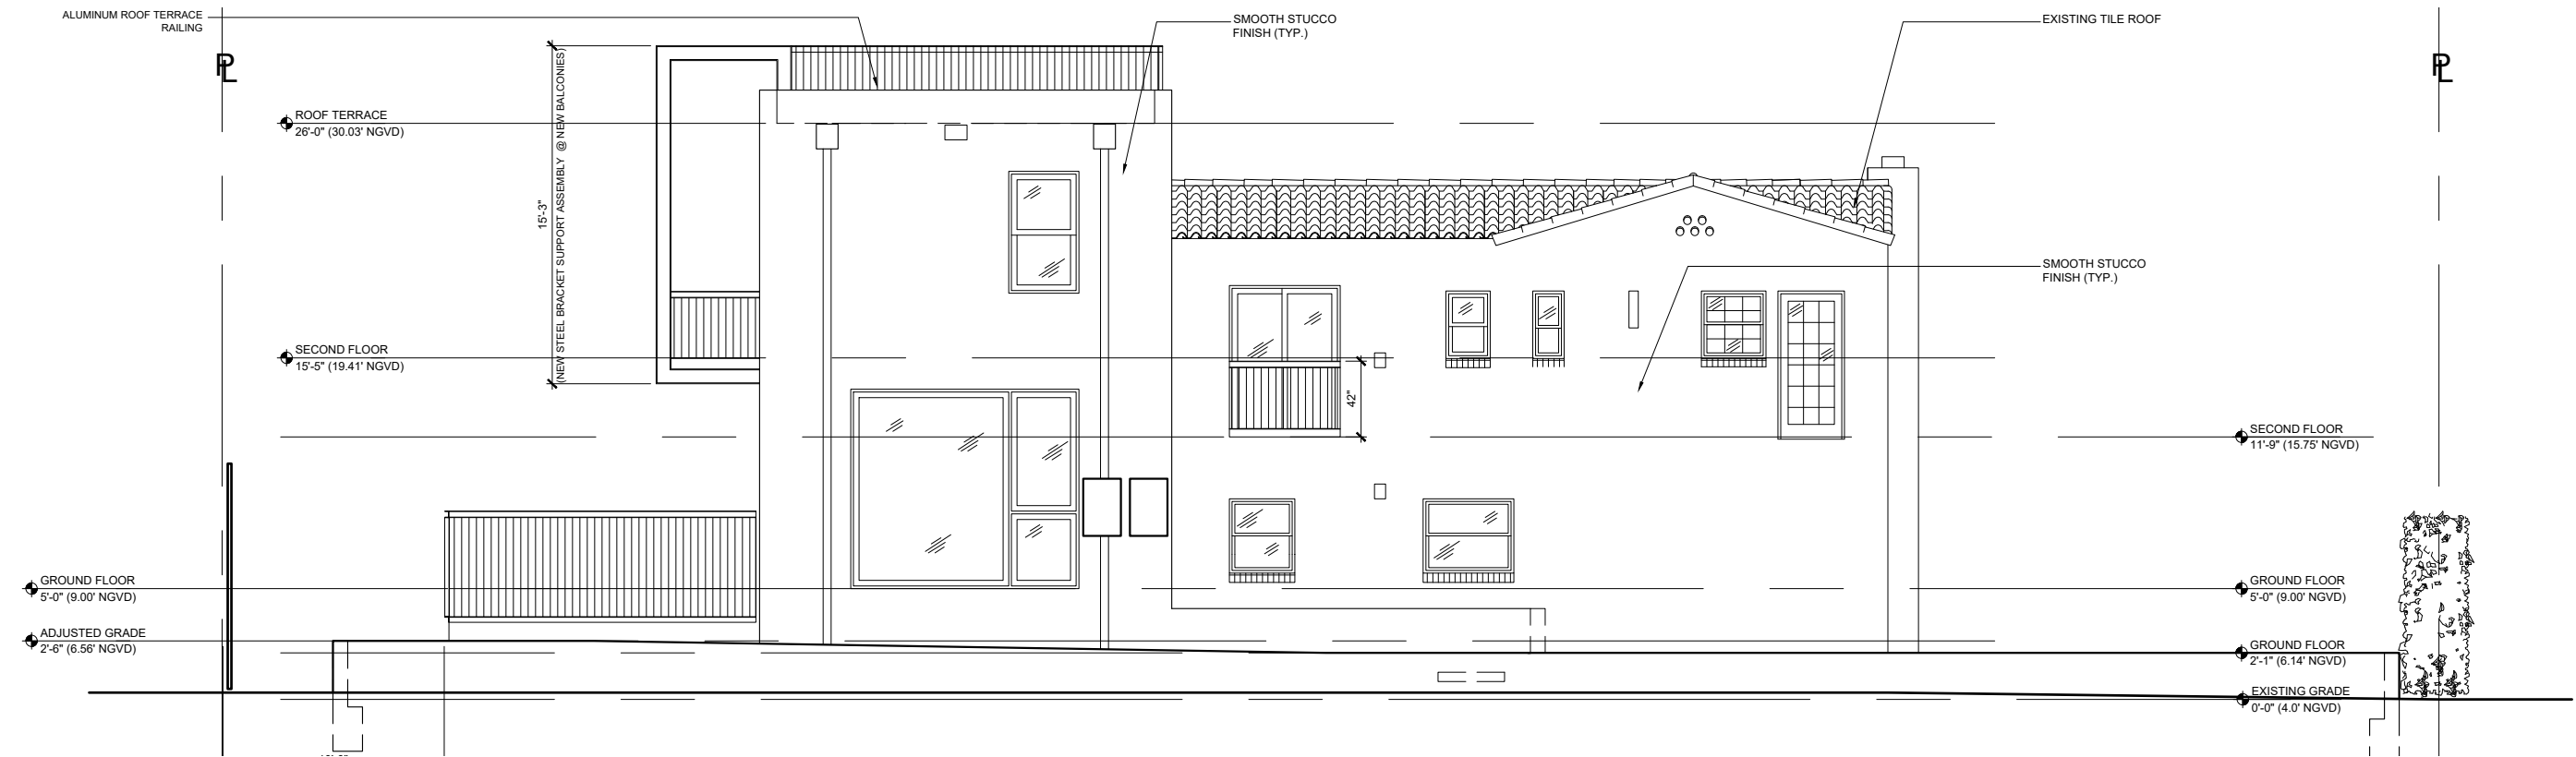 ALUMINUM ROOF TERRACE
RAILING
SMOOTH STUCCO
FINISH (TYP.)
EXISTING TILE ROOF
PL
PL
ROOF TERRACE
26'-0" (30.03' NGVD)
15'-3"
(NEW STEEL BRACKET SUPPORT ASSEMBLY @ NEW BALCONIES)
SMOOTH STUCCO
FINISH (TYP.)
SECOND FLOOR
15'-5" (19.41' NGVD)
42"
SECOND FLOOR
11'-9" (15.75' NGVD)
GROUND FLOOR
5'-0" (9.00' NGVD)
GROUND FLOOR
5'-0" (9.00' NGVD)
ADJUSTED GRADE
2'-6" (6.56' NGVD)
GROUND FLOOR
2'-1" (6.14' NGVD)
EXISTING GRADE
0'-0" (4.0' NGVD)